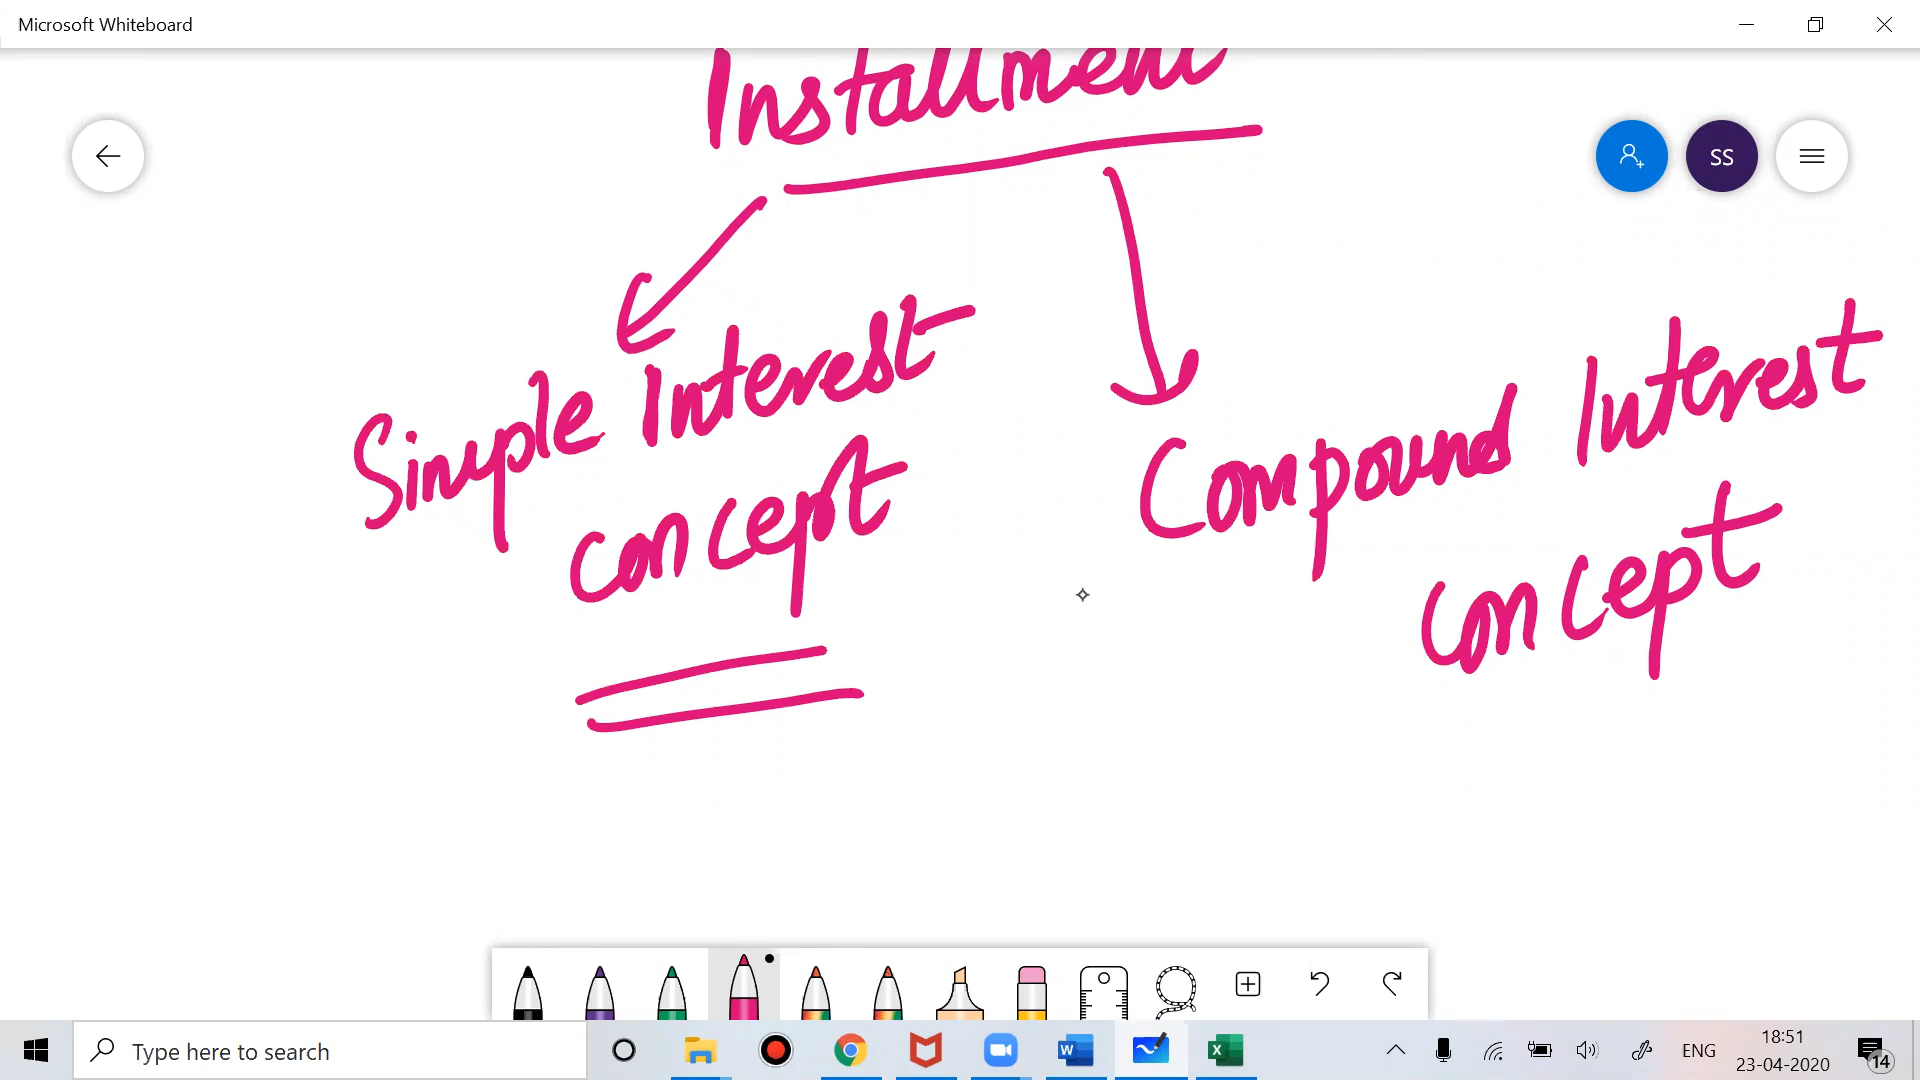 Microsoft Whiteboard
Installment
SS
Simple Interest
concept
Compound Interest
concept
Type here to search
ENG
18:51
23-04-2020
14